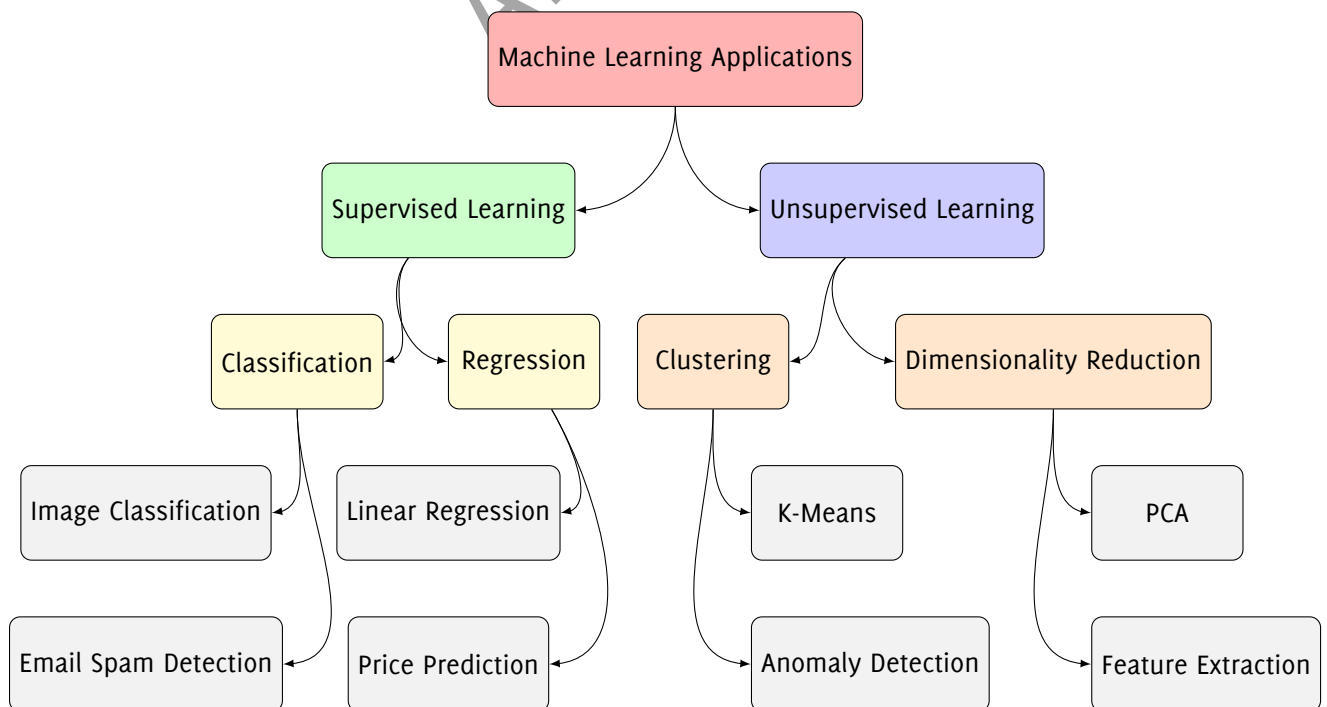 Machine Learning Applications
Supervised Learning
Unsupervised Learning
Classification
Regression
Clustering
Dimensionality Reduction
Image Classification
Linear Regression
K-Means
PCA
Email Spam Detection
Price Prediction
Anomaly Detection
Feature Extraction